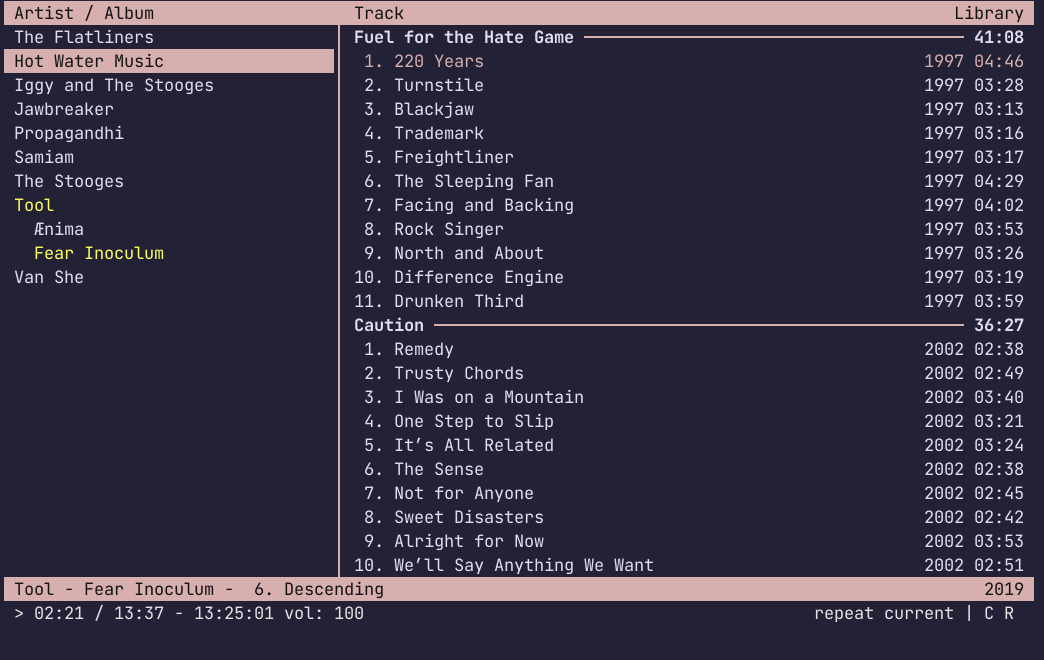 Artist / Album Track Library
The Flatliners
Hot Water Music
Iggy and The Stooges
Jawbreaker
Propagandhi
Samiam
The Stooges
Tool
Ænima
Fear Inoculum
Van She
Fuel for the Hate Game 41:08
1. 220 Years 1997 04:46
2. Turnstile 1997 03:28
3. Blackjaw 1997 03:13
4. Trademark 1997 03:16
5. Freightliner 1997 03:17
6. The Sleeping Fan 1997 04:29
7. Facing and Backing 1997 04:02
8. Rock Singer 1997 03:53
9. North and About 1997 03:26
10. Difference Engine 1997 03:19
11. Drunken Third 1997 03:59
Caution 36:27
1. Remedy 2002 02:38
2. Trusty Chords 2002 02:49
3. I Was on a Mountain 2002 03:40
4. One Step to Slip 2002 03:21
5. It’s All Related 2002 03:24
6. The Sense 2002 02:38
7. Not for Anyone 2002 02:45
8. Sweet Disasters 2002 02:42
9. Alright for Now 2002 03:53
10. We’ll Say Anything We Want 2002 02:51
Tool - Fear Inoculum - 6. Descending 2019
> 02:21 / 13:37 - 13:25:01 vol: 100 repeat current | C R